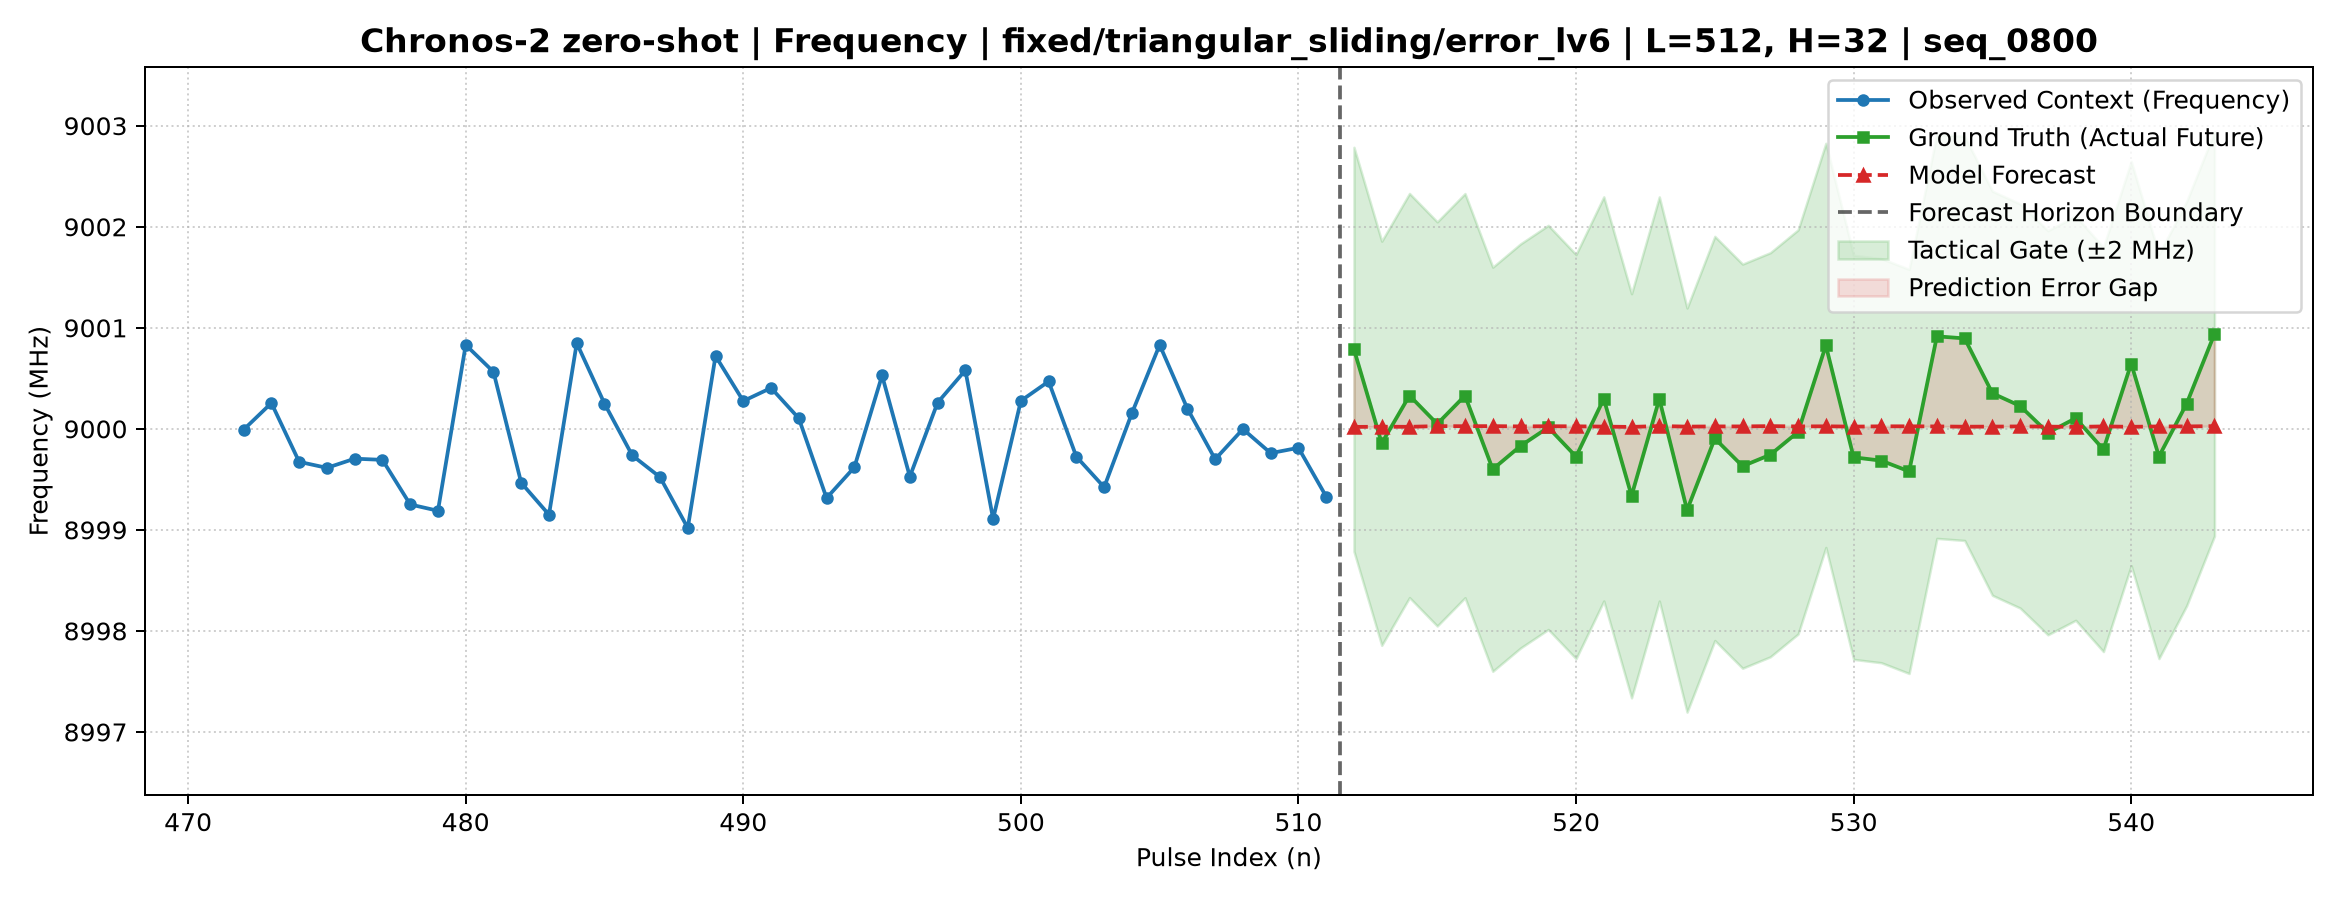 Chronos-2 zero-shot | Frequency | fixed/triangular_sliding/error_lv6 | L=512, H=32 | seq_0800
Observed Context (Frequency)
Ground Truth (Actual Future)
Model Forecast
Forecast Horizon Boundary
Tactical Gate (±2 MHz)
Prediction Error Gap
Frequency (MHz)
9003
9002
9001
9000
8999
8998
8997
470 480 490 500 510 520 530 540
Pulse Index (n)